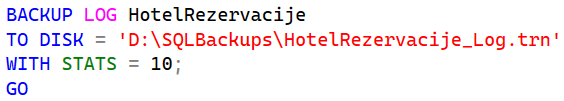 BACKUP LOG HotelRezervacije
TO DISK = 'D:\SQLBackups\HotelRezervacije_Log.trn'
WITH STATS = 10;
GO